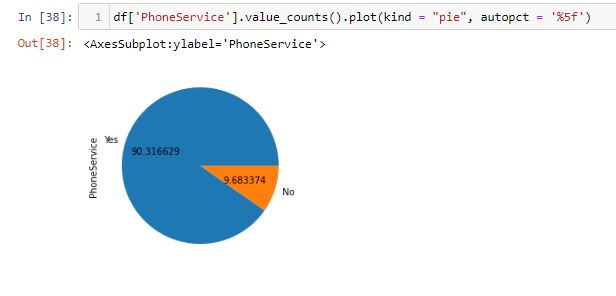 In [38]: 1 df['PhoneService'].value_counts().plot(kind = "pie", autopct = '%5f')
Out[38]: <AxesSubplot:ylabel='PhoneService'>
Yes
90.316629
PhoneService
9.683374
No